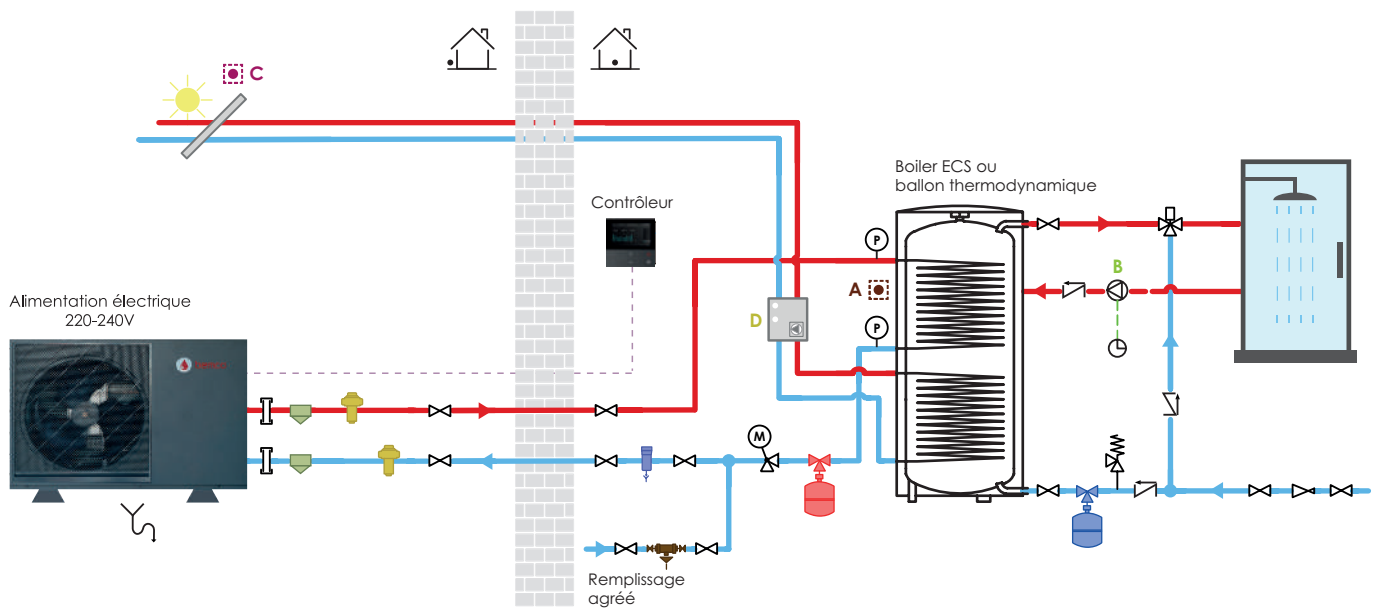 C
Boiler ECS ou
ballon thermodynamique
Contrôleur
P
A
B
Alimentation électrique
220-240V
D
P
M
Remplissage
agréé